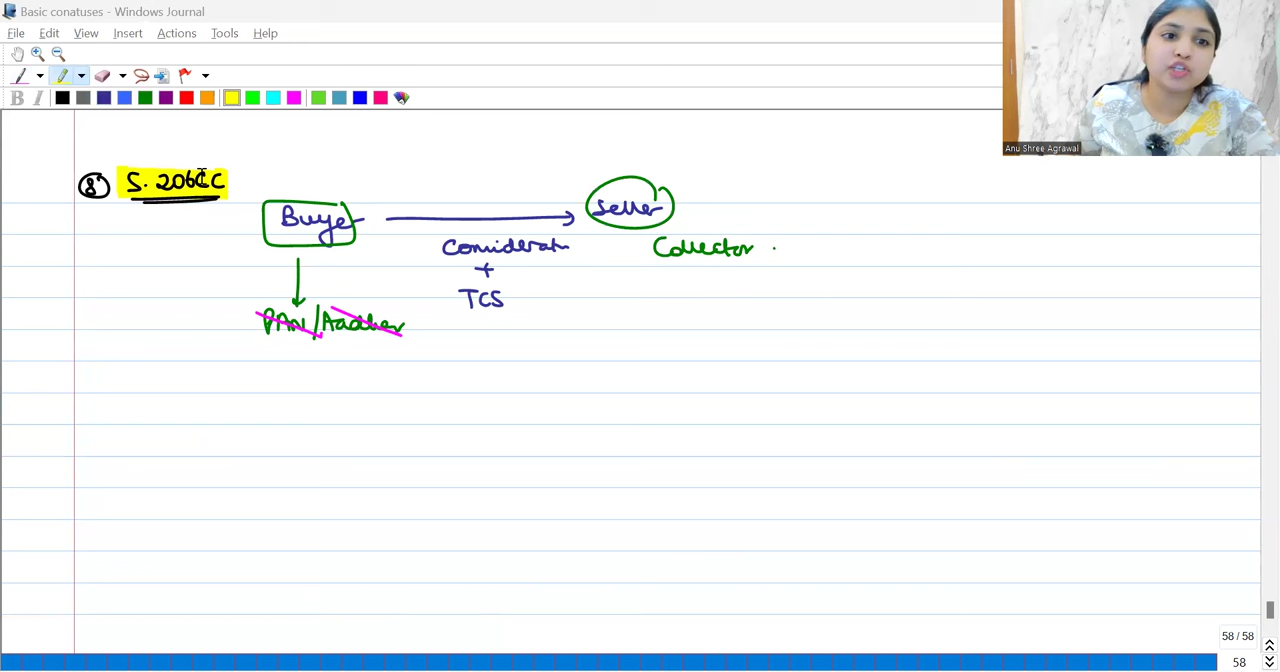 Basic conatuses - Windows Journal
File Edit View Insert Actions Tools Help
B I
Anu Shree Agrawal
8 S. 206CC
Buyer Seller
Consideratn Collector
+
TCS
PAN/Aadhar
58 / 58
58